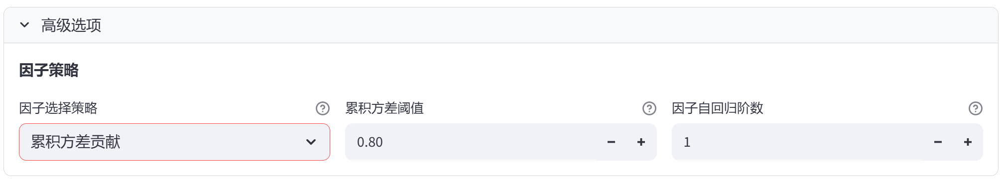 高级选项
因子策略
因子选择策略
累积方差贡献
累积方差阈值
0.80
因子自回归阶数
1